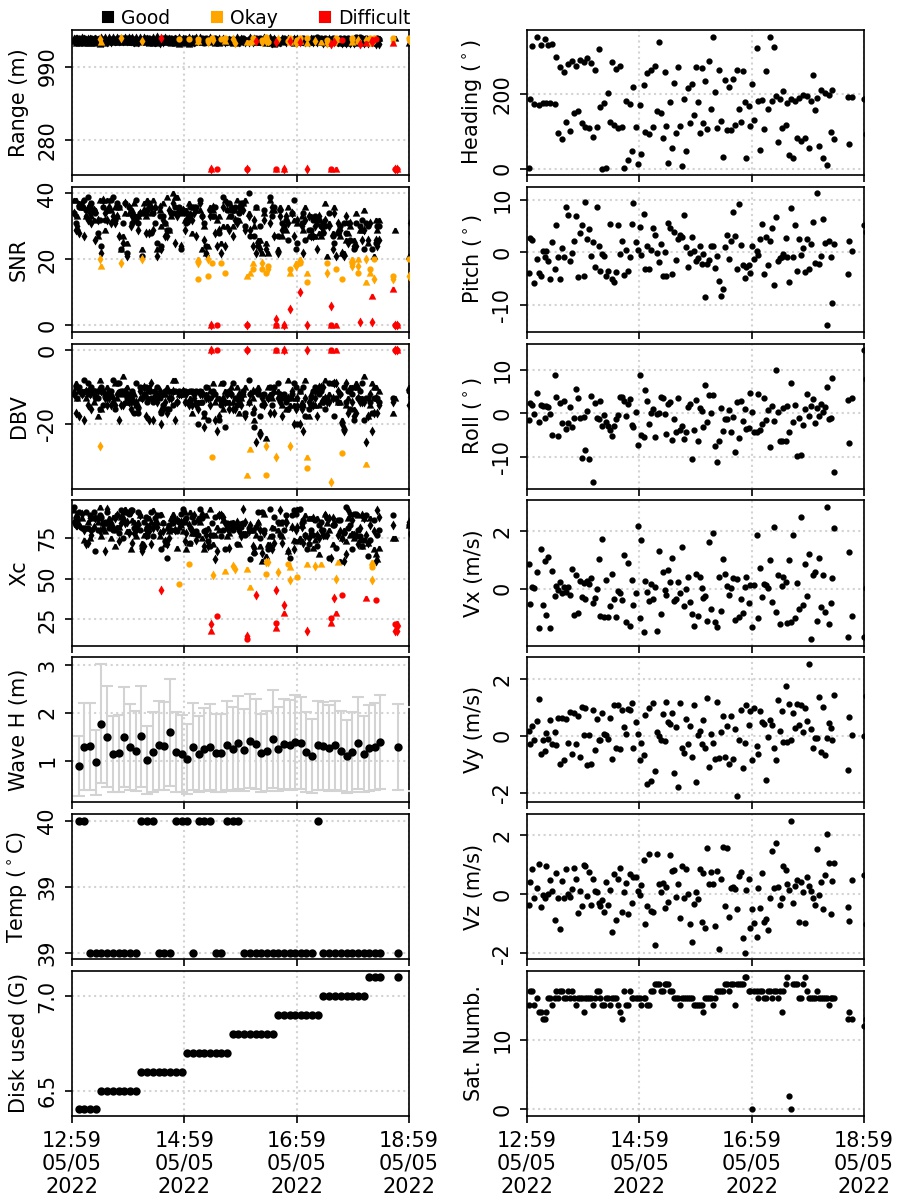 Good Okay Difficult
Range (m)
990
280
Heading (°)
200
0
SNR
40
20
0
Pitch (°)
10
0
-10
DBV
0
-20
Roll (°)
10
0
-10
Xc
75
50
25
Vx (m/s)
2
0
Wave H (m)
3
2
1
Vy (m/s)
2
0
-2
Temp (°C)
40
39
39
Vz (m/s)
2
0
-2
Disk used (G)
7.0
6.5
Sat. Numb.
10
0
12:59 14:59 16:59 18:59
05/05 05/05 05/05 05/05
2022 2022 2022 2022
12:59 14:59 16:59 18:59
05/05 05/05 05/05 05/05
2022 2022 2022 2022